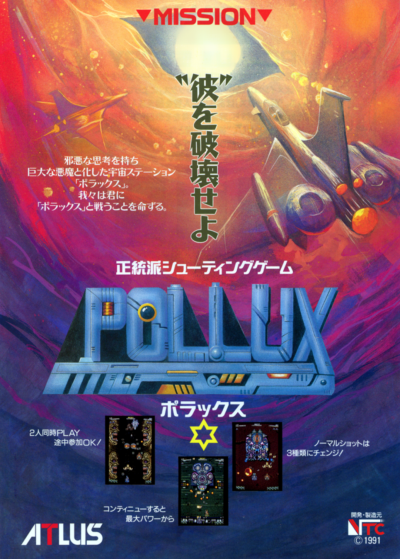 ▼MISSION▼
“彼”を破壊せよ
邪悪な思考を持ち
巨大な悪魔と化した宇宙ステーション
「ポラックス」。
我々は君に
「ポラックス」と戦うことを命ずる。
正統派シューティングゲーム
POLLUX
ポラックス
2人同時PLAY
途中参加OK!
ノーマルショットは
3種類にチェンジ!
コンティニューすると
最大パワーから
ATLUS
開発・製造元
NTC
©1991